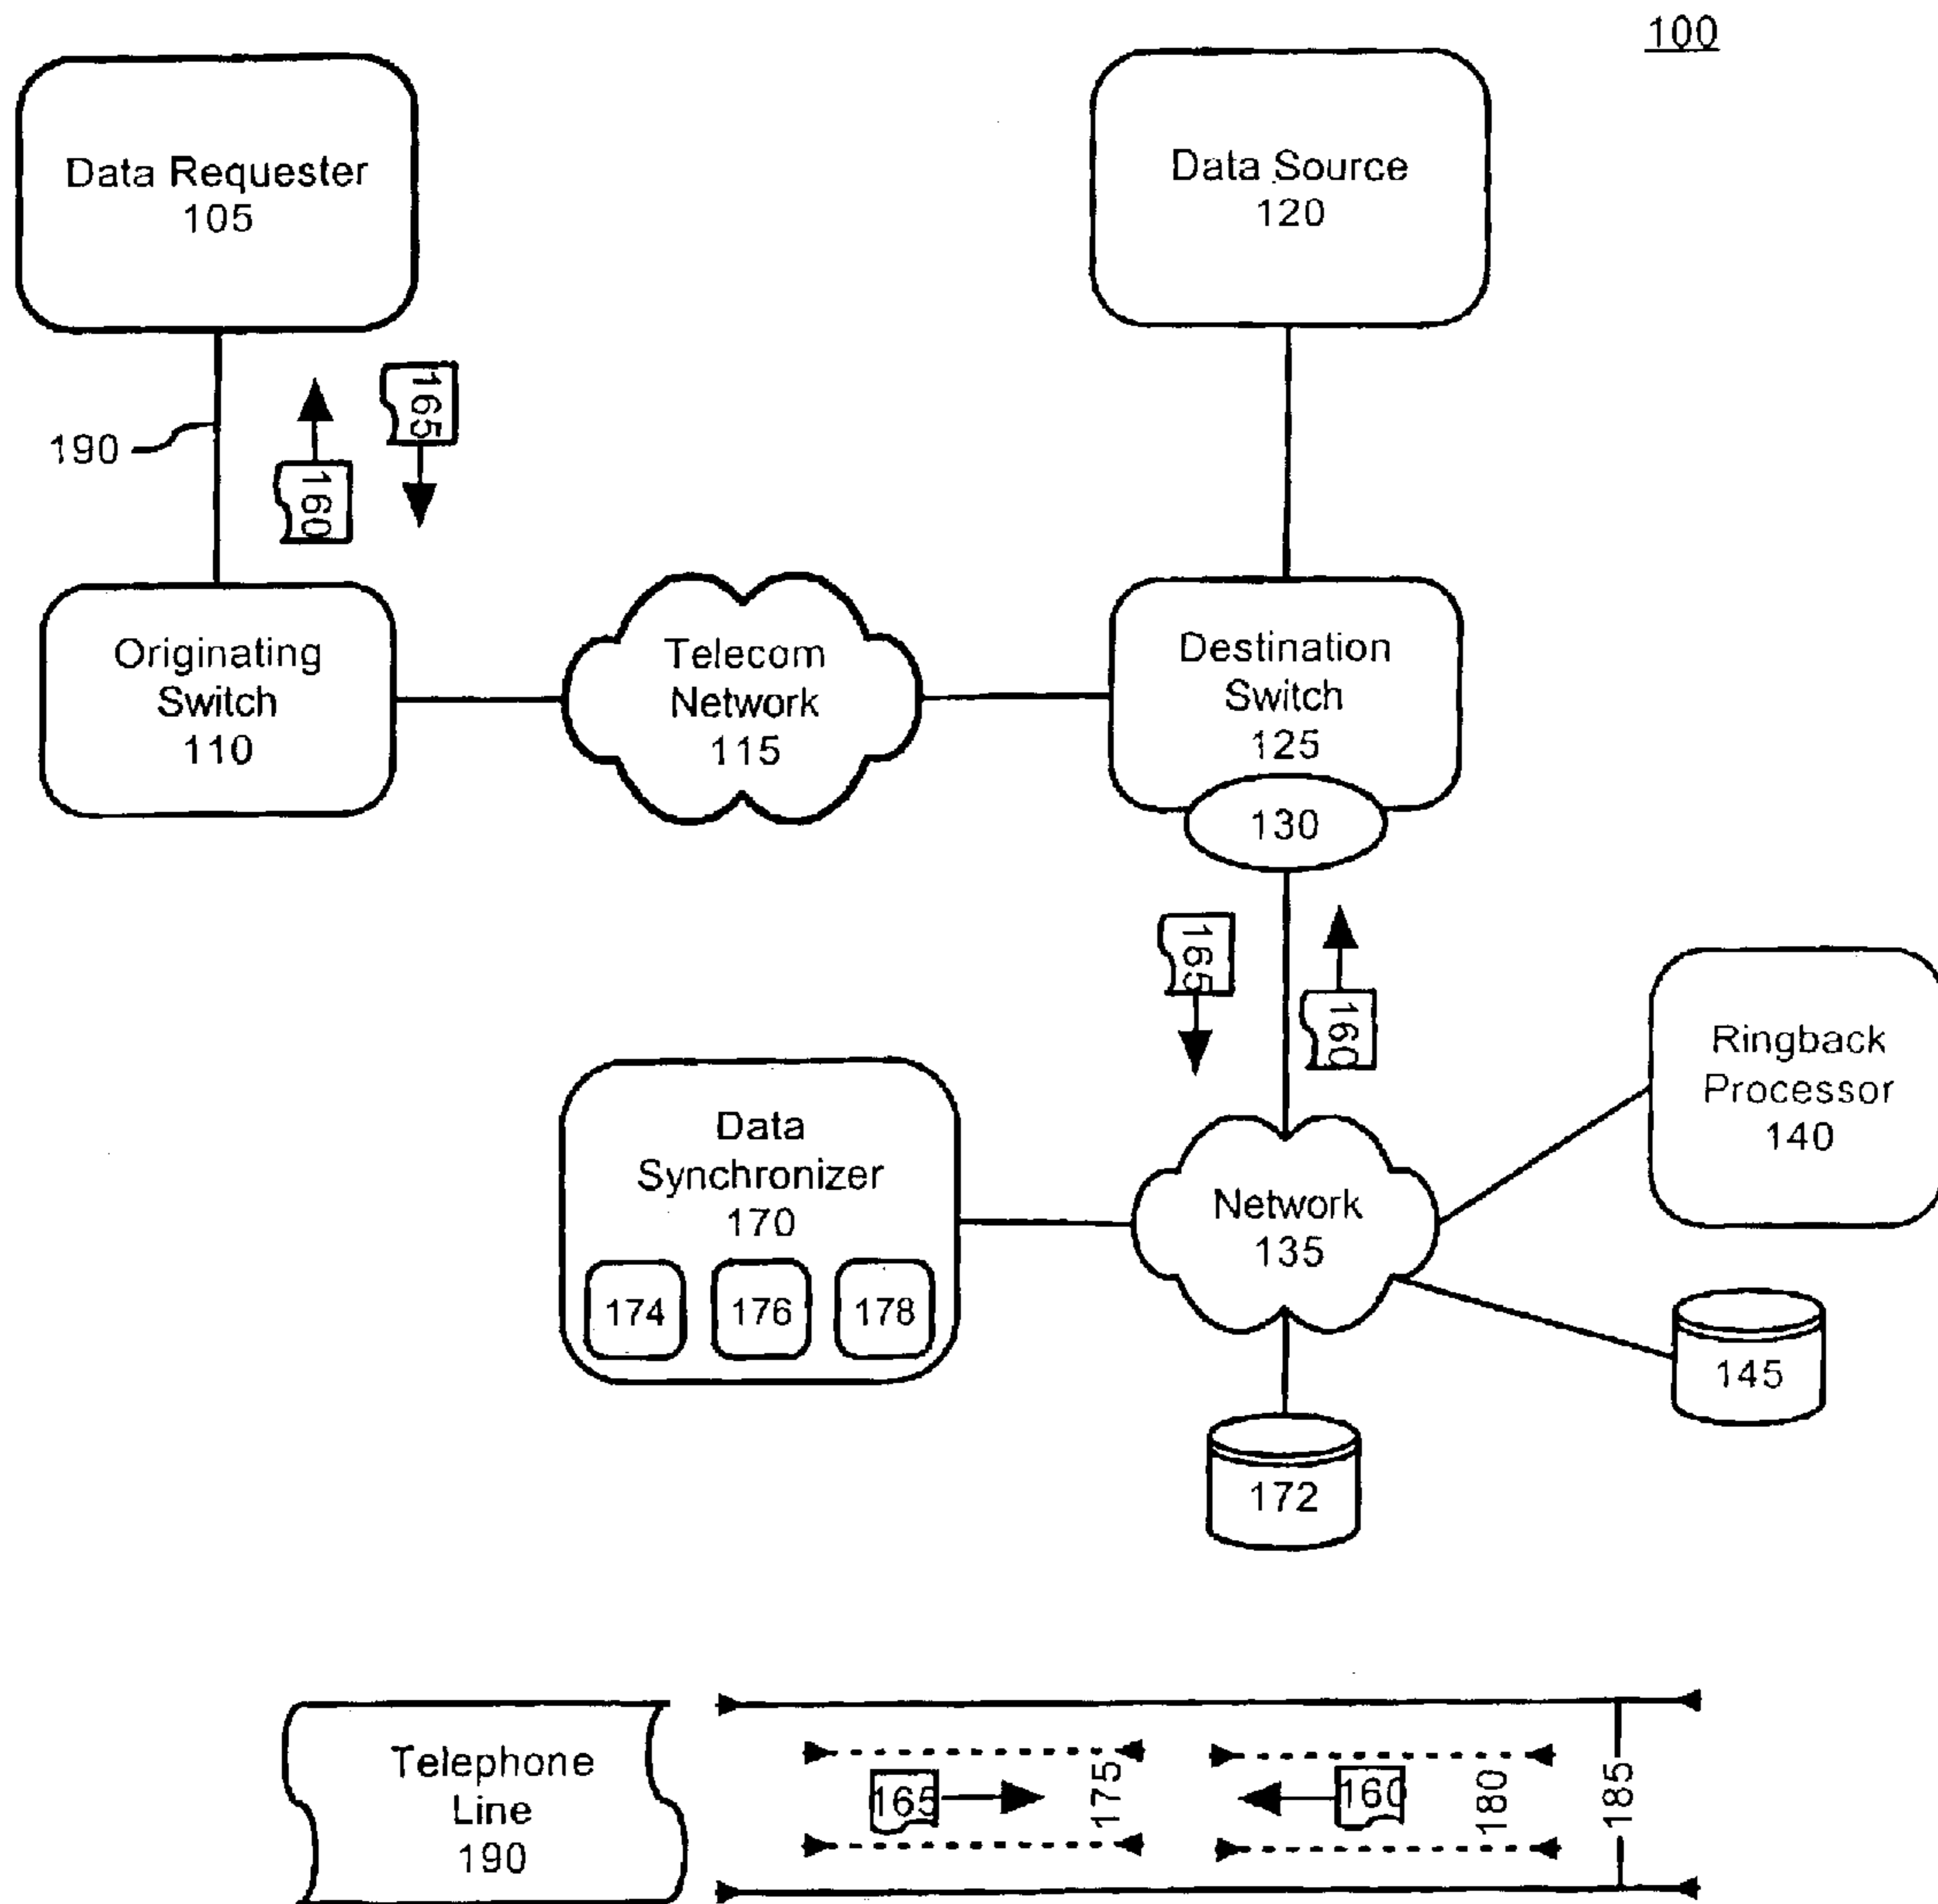 100
Data Requester
105
Data Source
120
190
160
165
Originating
Switch
110
Telecom
Network
115
Destination
Switch
125
130
165
160
Ringback
Processor
140
Data
Synchronizer
170
174
176
178
Network
135
145
172
Telephone
Line
190
165
175
160
180
185